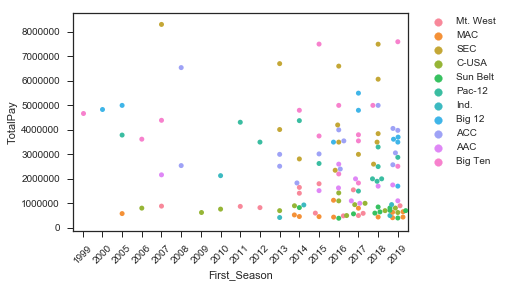 8000000
7000000
6000000
5000000
4000000
3000000
2000000
1000000
0
TotalPay
1999
2000
2005
2006
2007
2008
2009
2010
2011
2012
2013
2014
2015
2016
2017
2018
2019
First_Season
Mt. West
MAC
SEC
C-USA
Sun Belt
Pac-12
Ind.
Big 12
ACC
AAC
Big Ten